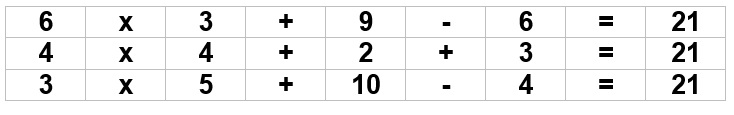 6 x 3 + 9 - 6 = 21
4 x 4 + 2 + 3 = 21
3 x 5 + 10 - 4 = 21